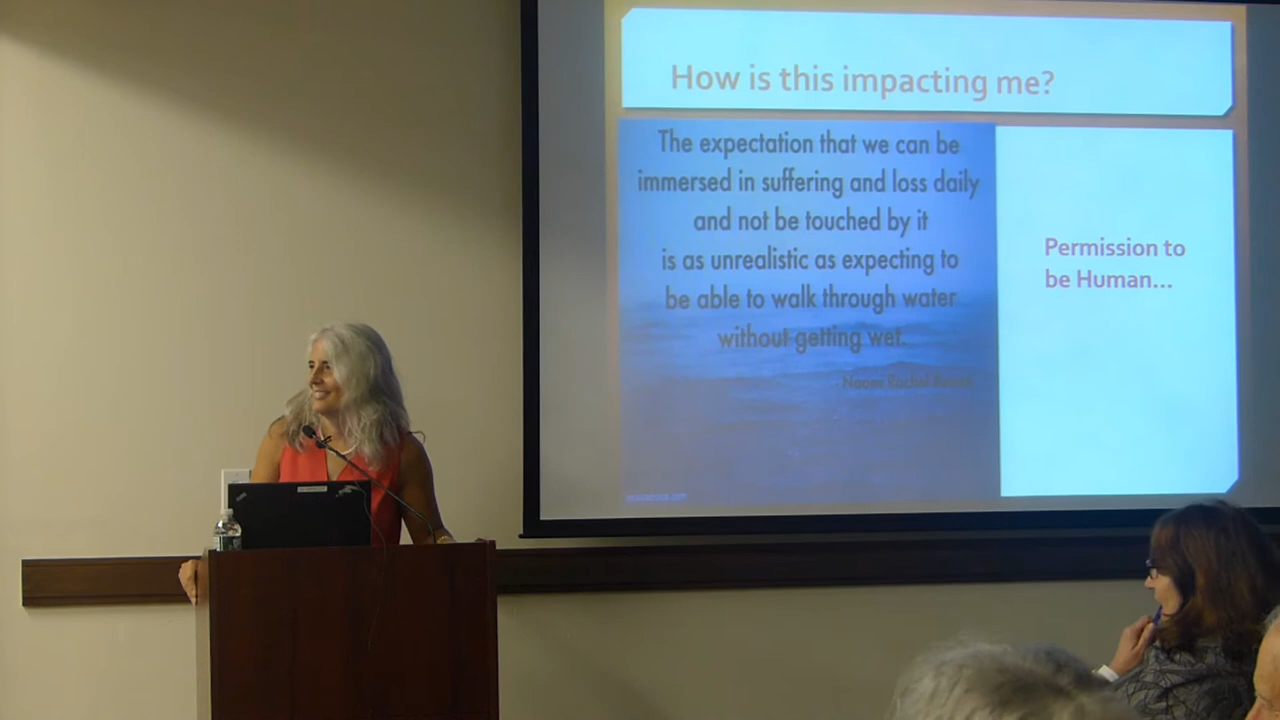 How is this impacting me?
The expectation that we can be
immersed in suffering and loss daily
and not be touched by it
is as unrealistic as expecting to
be able to walk through water
without getting wet.
Permission to
be Human...